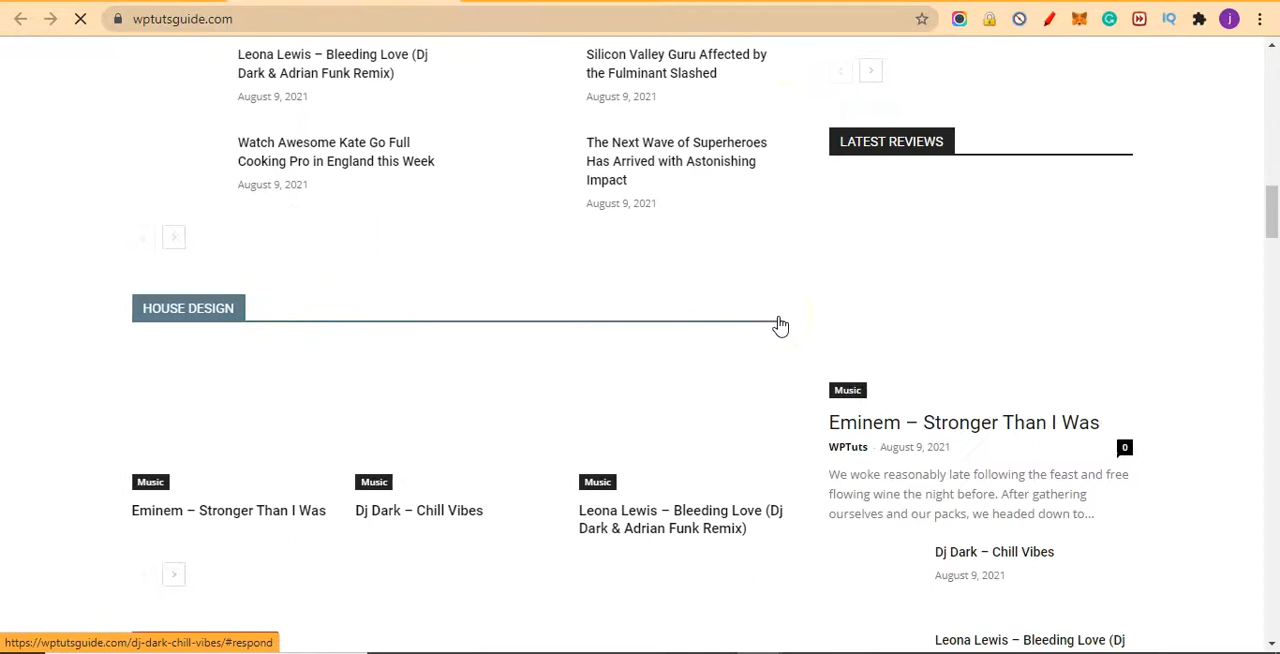 wptutsguide.com
Leona Lewis – Bleeding Love (Dj
Dark & Adrian Funk Remix)
August 9, 2021
Silicon Valley Guru Affected by
the Fulminant Slashed
August 9, 2021
Watch Awesome Kate Go Full
Cooking Pro in England this Week
August 9, 2021
The Next Wave of Superheroes
Has Arrived with Astonishing
Impact
August 9, 2021
HOUSE DESIGN
Music
Eminem – Stronger Than I Was
Music
Dj Dark – Chill Vibes
Music
Leona Lewis – Bleeding Love (Dj
Dark & Adrian Funk Remix)
LATEST REVIEWS
Music
Eminem – Stronger Than I Was
WPTuts - August 9, 2021
0
We woke reasonably late following the feast and free
flowing wine the night before. After gathering
ourselves and our packs, we headed down to...
Dj Dark – Chill Vibes
August 9, 2021
Leona Lewis – Bleeding Love (Dj
https://wptutsguide.com/dj-dark-chill-vibes/#respond
IQ
j